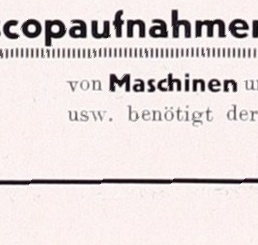 scopaufnahmen
von Maschinen u
usw. benötigt der